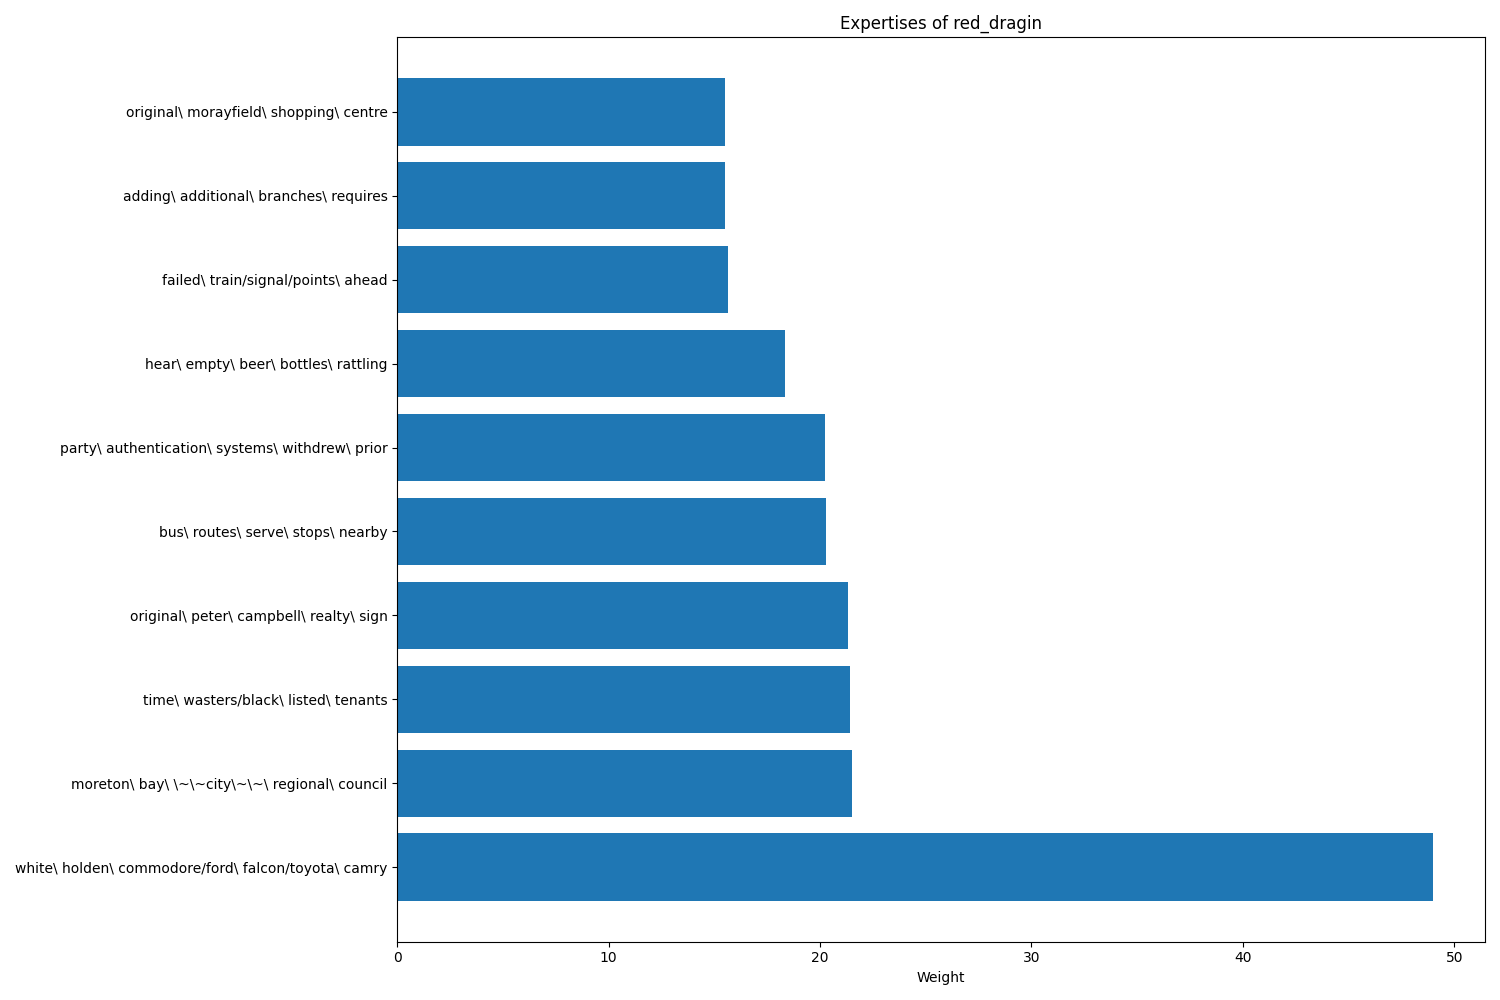 Expertises of red_dragin
original\ morayfield\ shopping\ centre
adding\ additional\ branches\ requires
failed\ train/signal/points\ ahead
hear\ empty\ beer\ bottles\ rattling
party\ authentication\ systems\ withdrew\ prior
bus\ routes\ serve\ stops\ nearby
original\ peter\ campbell\ realty\ sign
time\ wasters/black\ listed\ tenants
moreton\ bay\ \~\~city\~\~\ regional\ council
white\ holden\ commodore/ford\ falcon/toyota\ camry
0 10 20 30 40 50
Weight